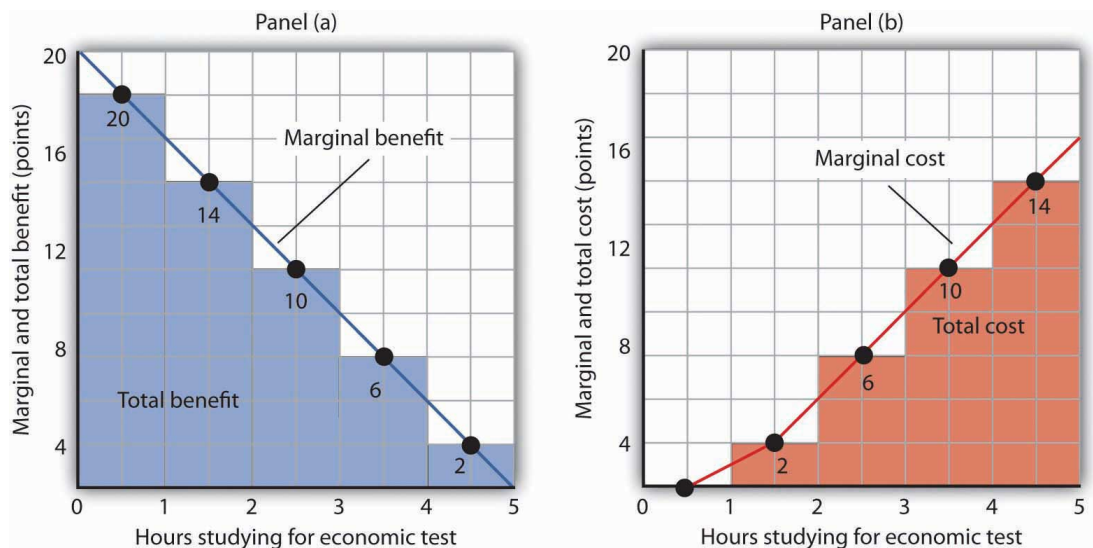 Panel (a)
Marginal and total benefit (points)
20
16
12
8
4
20
14
10
6
2
Marginal benefit
Total benefit
0 1 2 3 4 5
Hours studying for economic test
Panel (b)
Marginal and total cost (points)
20
16
12
8
4
Marginal cost
14
10
Total cost
6
2
0 1 2 3 4 5
Hours studying for economic test